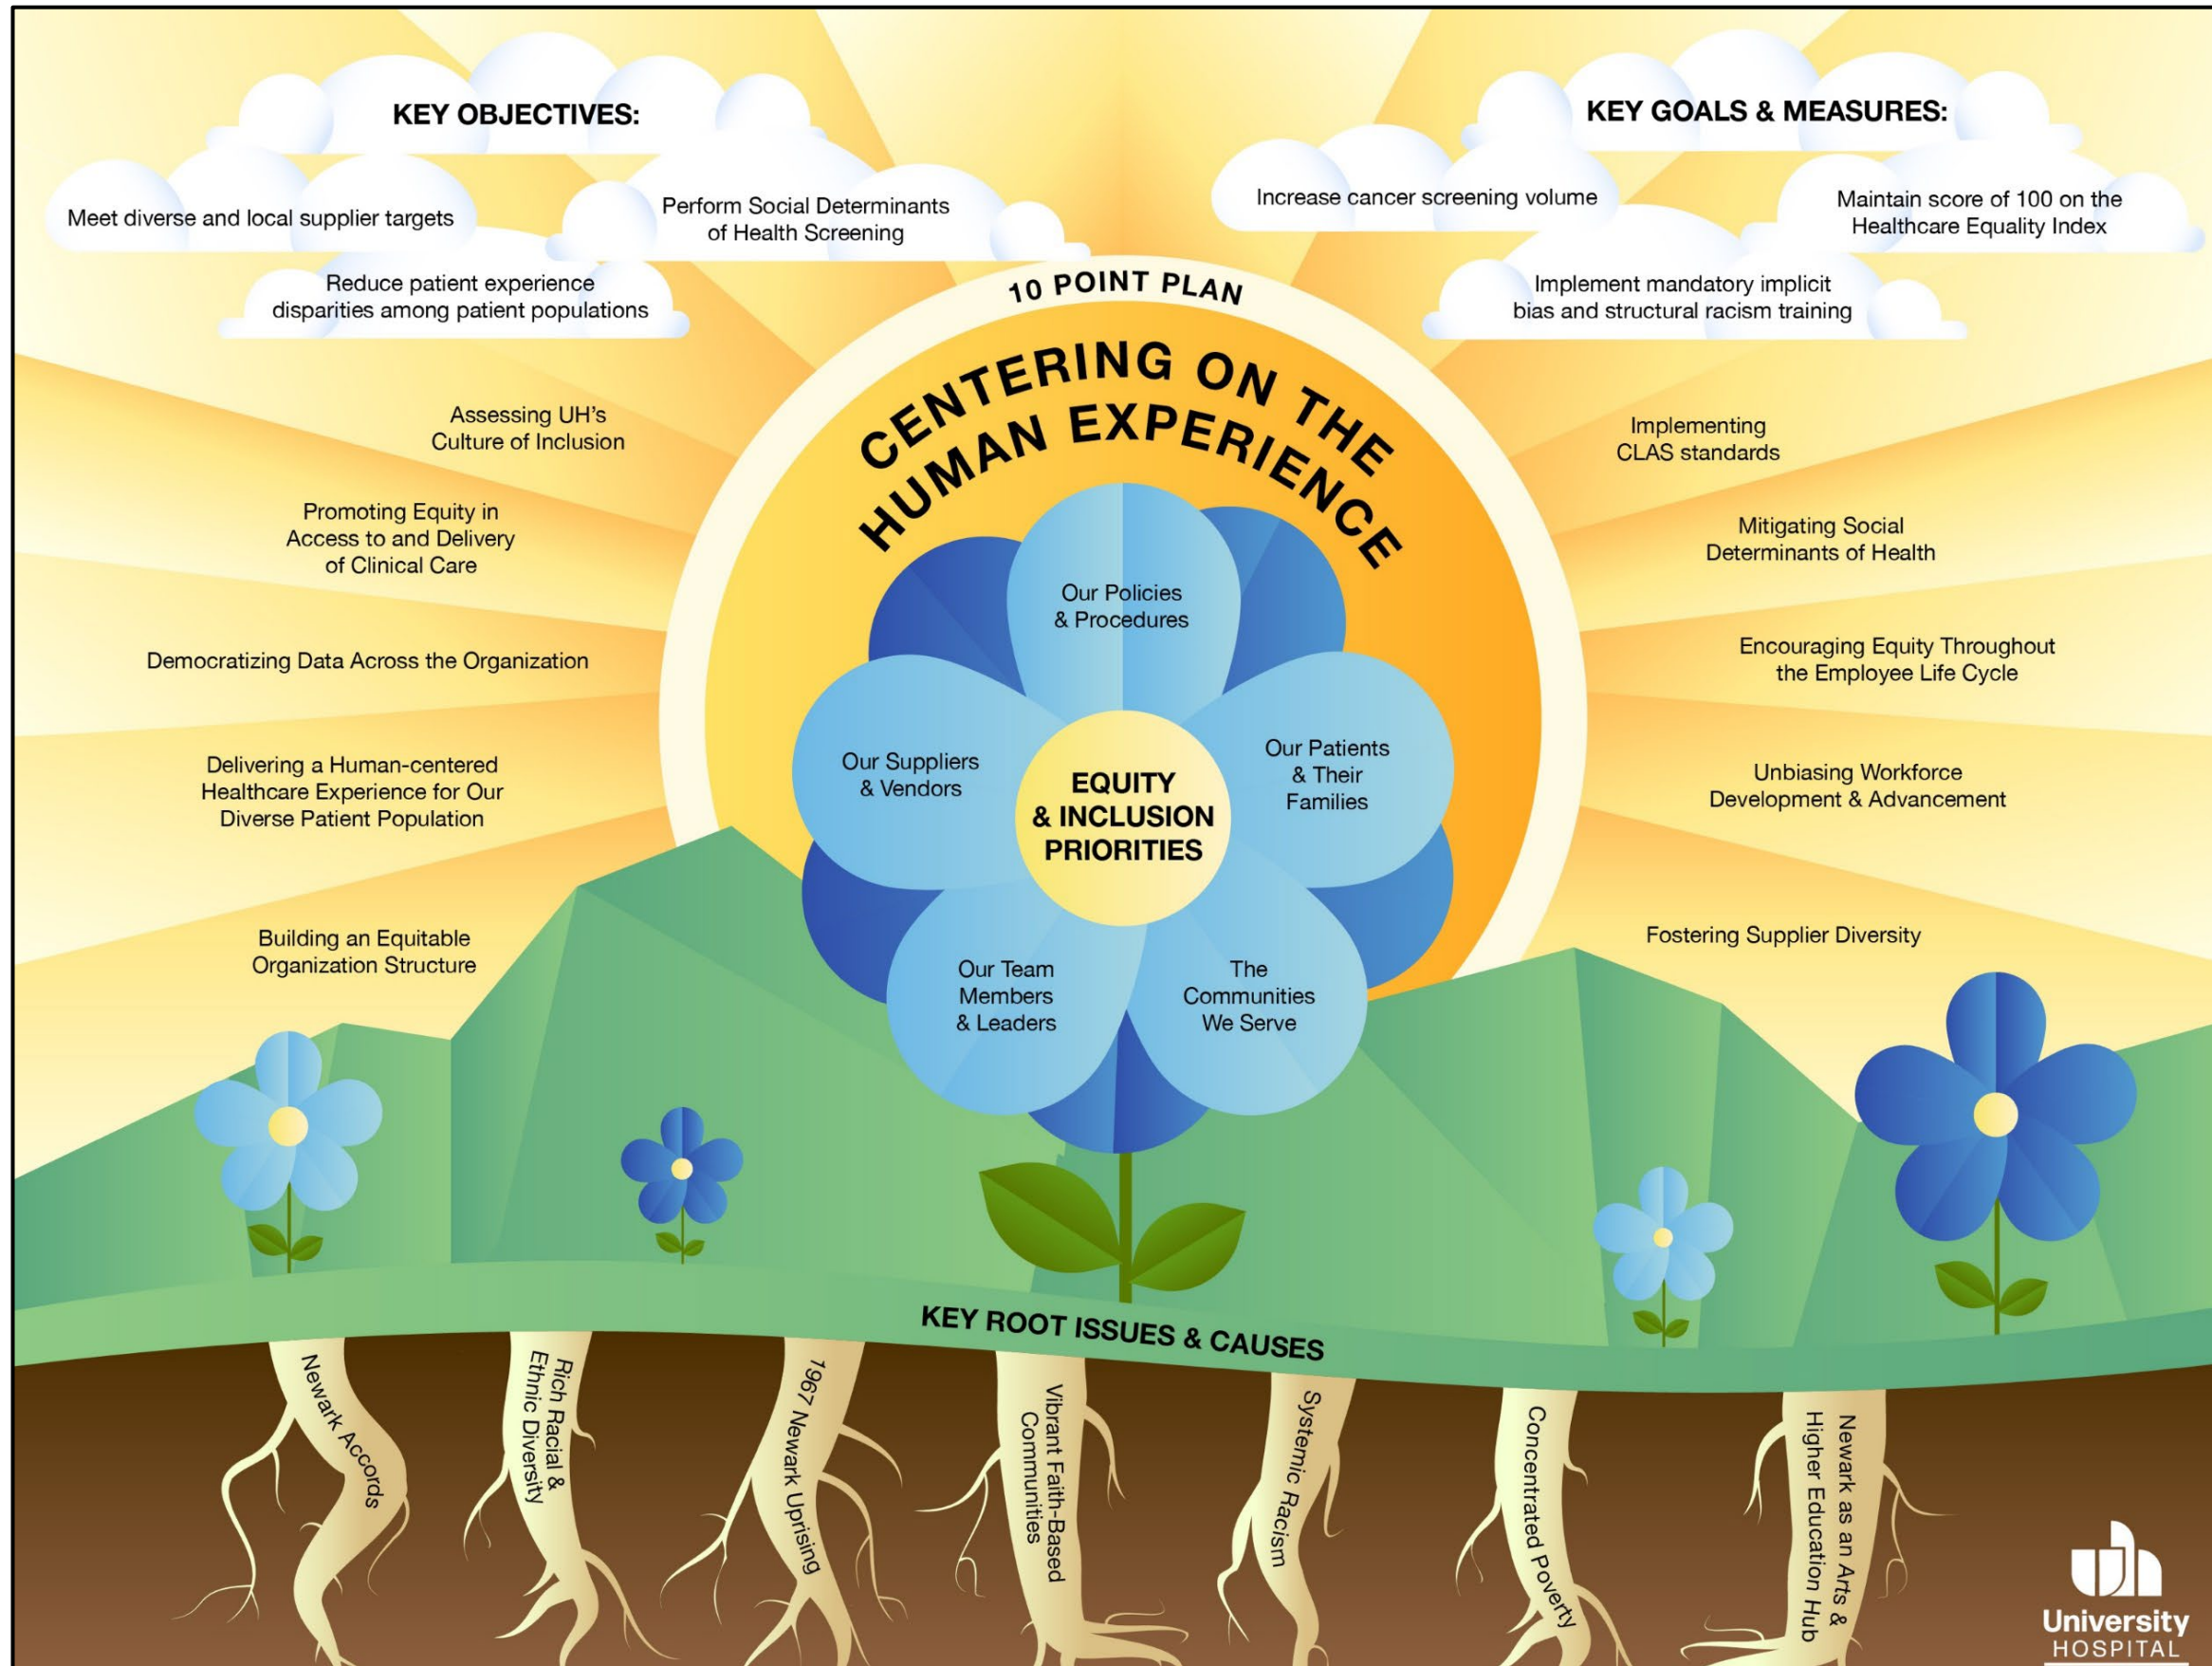 KEY OBJECTIVES:
Meet diverse and local supplier targets
Perform Social Determinants
of Health Screening
Reduce patient experience
disparities among patient populations
KEY GOALS & MEASURES:
Increase cancer screening volume
Maintain score of 100 on the
Healthcare Equality Index
Implement mandatory implicit
bias and structural racism training
10 POINT PLAN
CENTERING ON THE
HUMAN EXPERIENCE
Assessing UH's
Culture of Inclusion
Promoting Equity in
Access to and Delivery
of Clinical Care
Democratizing Data Across the Organization
Delivering a Human-centered
Healthcare Experience for Our
Diverse Patient Population
Building an Equitable
Organization Structure
Implementing
CLAS standards
Mitigating Social
Determinants of Health
Encouraging Equity Throughout
the Employee Life Cycle
Unbiasing Workforce
Development & Advancement
Fostering Supplier Diversity
Our Policies
& Procedures
Our Suppliers
& Vendors
EQUITY
& INCLUSION
PRIORITIES
Our Patients
& Their
Families
Our Team
Members
& Leaders
The
Communities
We Serve
KEY ROOT ISSUES & CAUSES
Newark Accords
Rich Racial &
Ethnic Diversity
1967 Newark Uprising
Vibrant Faith-Based
Communities
Systemic Racism
Concentrated Poverty
Newark as an Arts &
Higher Education Hub
uh
University
HOSPITAL